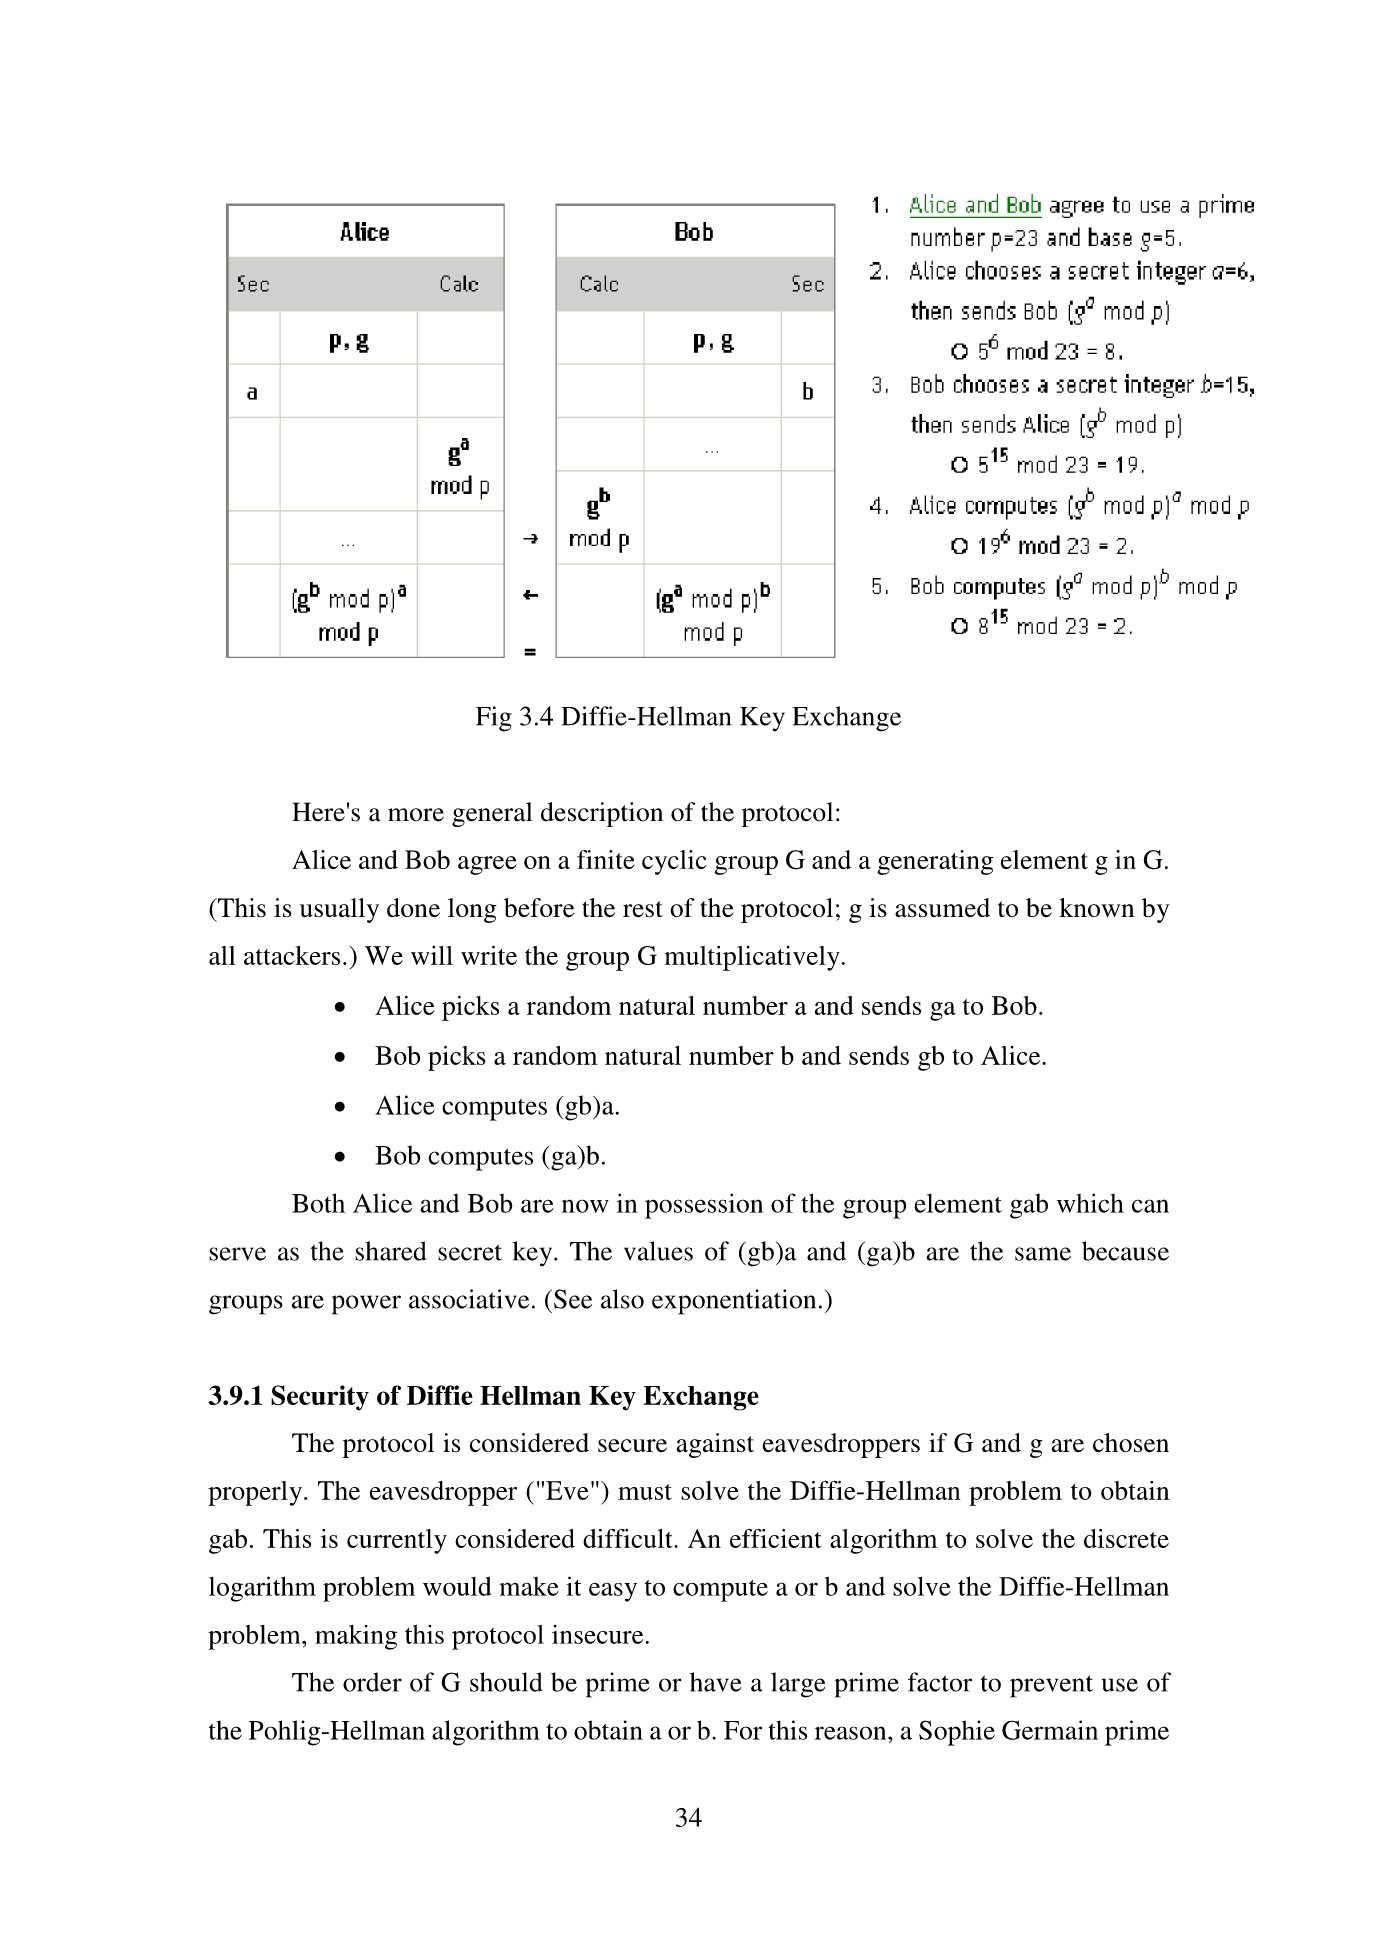 Alice
Sec Calc
p, g
a
g^a
mod p
...
(g^b mod p)^a
mod p
→
←
=
Bob
Calc Sec
p, g
b
...
g^b
mod p
(g^a mod p)^b
mod p
1. Alice and Bob agree to use a prime
number p=23 and base g=5.
2. Alice chooses a secret integer a=6,
then sends Bob (g^a mod p)
O 5^6 mod 23 = 8.
3. Bob chooses a secret integer b=15,
then sends Alice (g^b mod p)
O 5^15 mod 23 = 19.
4. Alice computes (g^b mod p)^a mod p
O 19^6 mod 23 = 2.
5. Bob computes (g^a mod p)^b mod p
O 8^15 mod 23 = 2.
Fig 3.4 Diffie-Hellman Key Exchange
Here's a more general description of the protocol:
Alice and Bob agree on a finite cyclic group G and a generating element g in G.
(This is usually done long before the rest of the protocol; g is assumed to be known by
all attackers.) We will write the group G multiplicatively.
• Alice picks a random natural number a and sends ga to Bob.
• Bob picks a random natural number b and sends gb to Alice.
• Alice computes (gb)a.
• Bob computes (ga)b.
Both Alice and Bob are now in possession of the group element gab which can
serve as the shared secret key. The values of (gb)a and (ga)b are the same because
groups are power associative. (See also exponentiation.)
3.9.1 Security of Diffie Hellman Key Exchange
The protocol is considered secure against eavesdroppers if G and g are chosen
properly. The eavesdropper ("Eve") must solve the Diffie-Hellman problem to obtain
gab. This is currently considered difficult. An efficient algorithm to solve the discrete
logarithm problem would make it easy to compute a or b and solve the Diffie-Hellman
problem, making this protocol insecure.
The order of G should be prime or have a large prime factor to prevent use of
the Pohlig-Hellman algorithm to obtain a or b. For this reason, a Sophie Germain prime
34